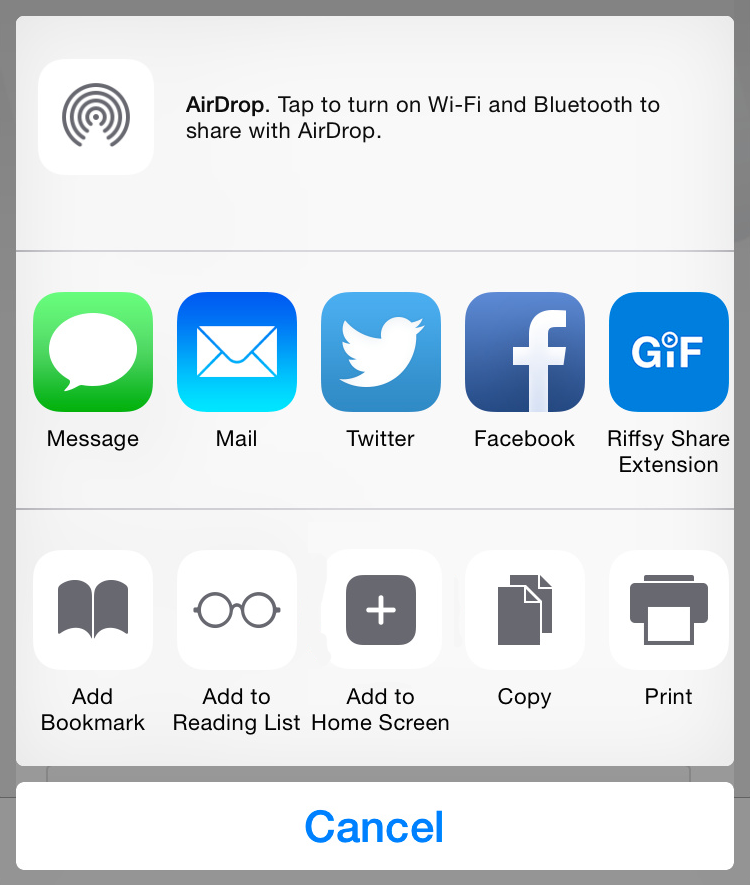 AirDrop. Tap to turn on Wi-Fi and Bluetooth to
share with AirDrop.
GIF
Message
Mail
Twitter
Facebook
Riffsy Share
Extension
Add
Bookmark
Add to
Reading List
Add to
Home Screen
Copy
Print
Cancel